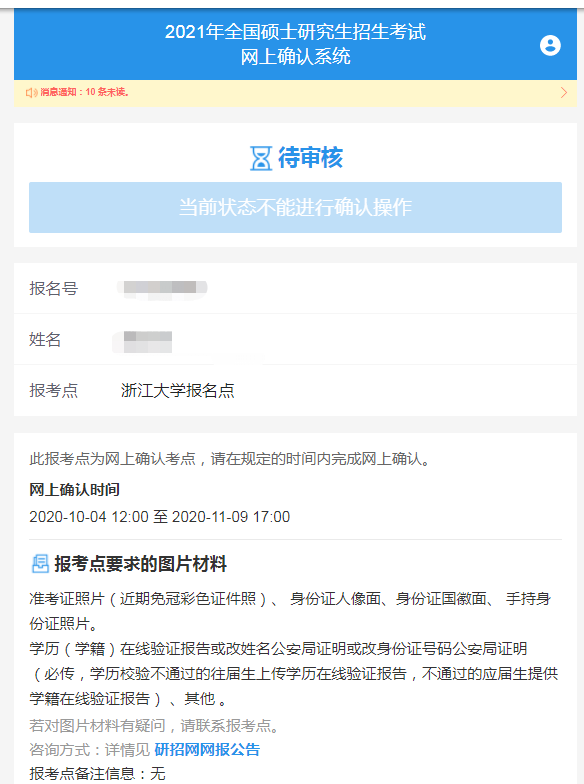 2021年全国硕士研究生招生考试
网上确认系统
消息通知：10 条未读。
待审核
当前状态不能进行确认操作
报名号
姓名
报考点 浙江大学报名点
此报考点为网上确认考点，请在规定的时间内完成网上确认。
网上确认时间
2020-10-04 12:00 至 2020-11-09 17:00
报考点要求的图片材料
准考证照片（近期免冠彩色证件照）、 身份证人像面、身份证国徽面、 手持身
份证照片。
学历（学籍）在线验证报告或改姓名公安局证明或改身份证号码公安局证明
（必传，学历校验不通过的往届生上传学历在线验证报告，不通过的应届生提供
学籍在线验证报告）、其他 。
若对图片材料有疑问，请联系报考点。
咨询方式：详情见 研招网网报公告
报考点备注信息：无